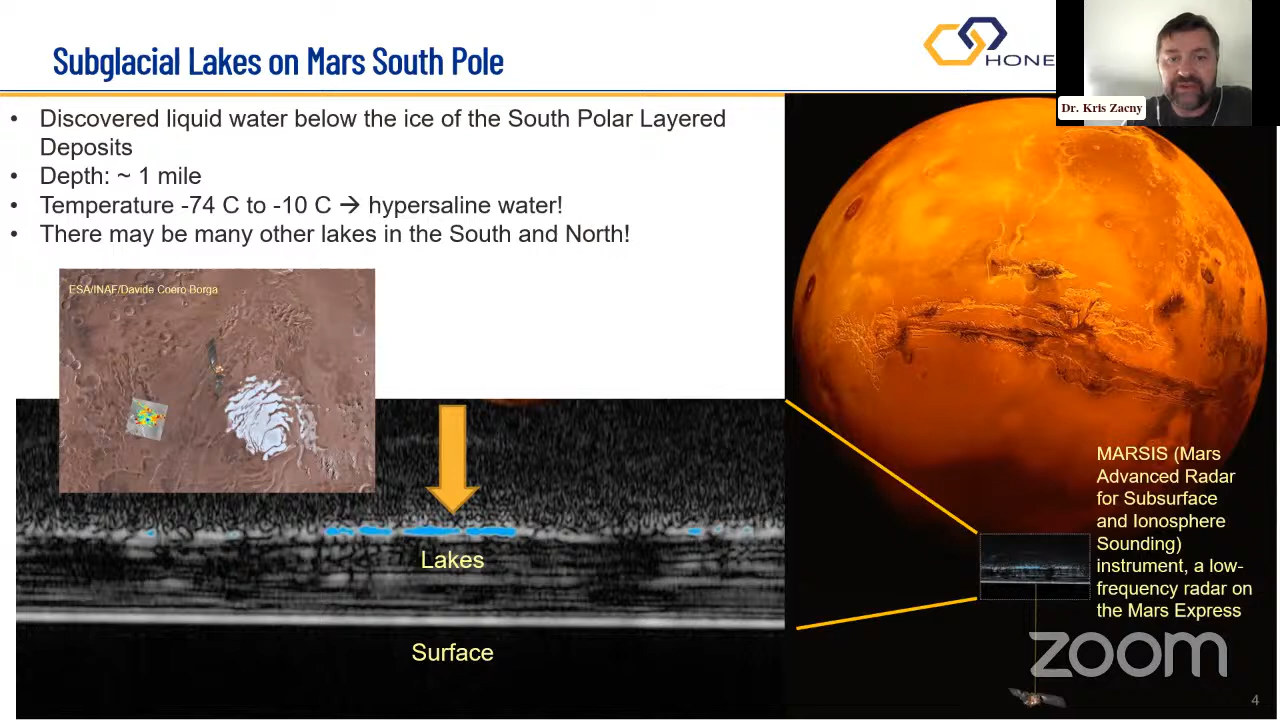 Subglacial Lakes on Mars South Pole
HONE
Dr. Kris Zacny
• Discovered liquid water below the ice of the South Polar Layered
Deposits
• Depth: ~ 1 mile
• Temperature -74 C to -10 C → hypersaline water!
• There may be many other lakes in the South and North!
ESA/INAF/Davide Coero Borga
Lakes
Surface
MARSIS (Mars
Advanced Radar
for Subsurface
and Ionosphere
Sounding)
instrument, a low-
frequency radar on
the Mars Express
zoom
4